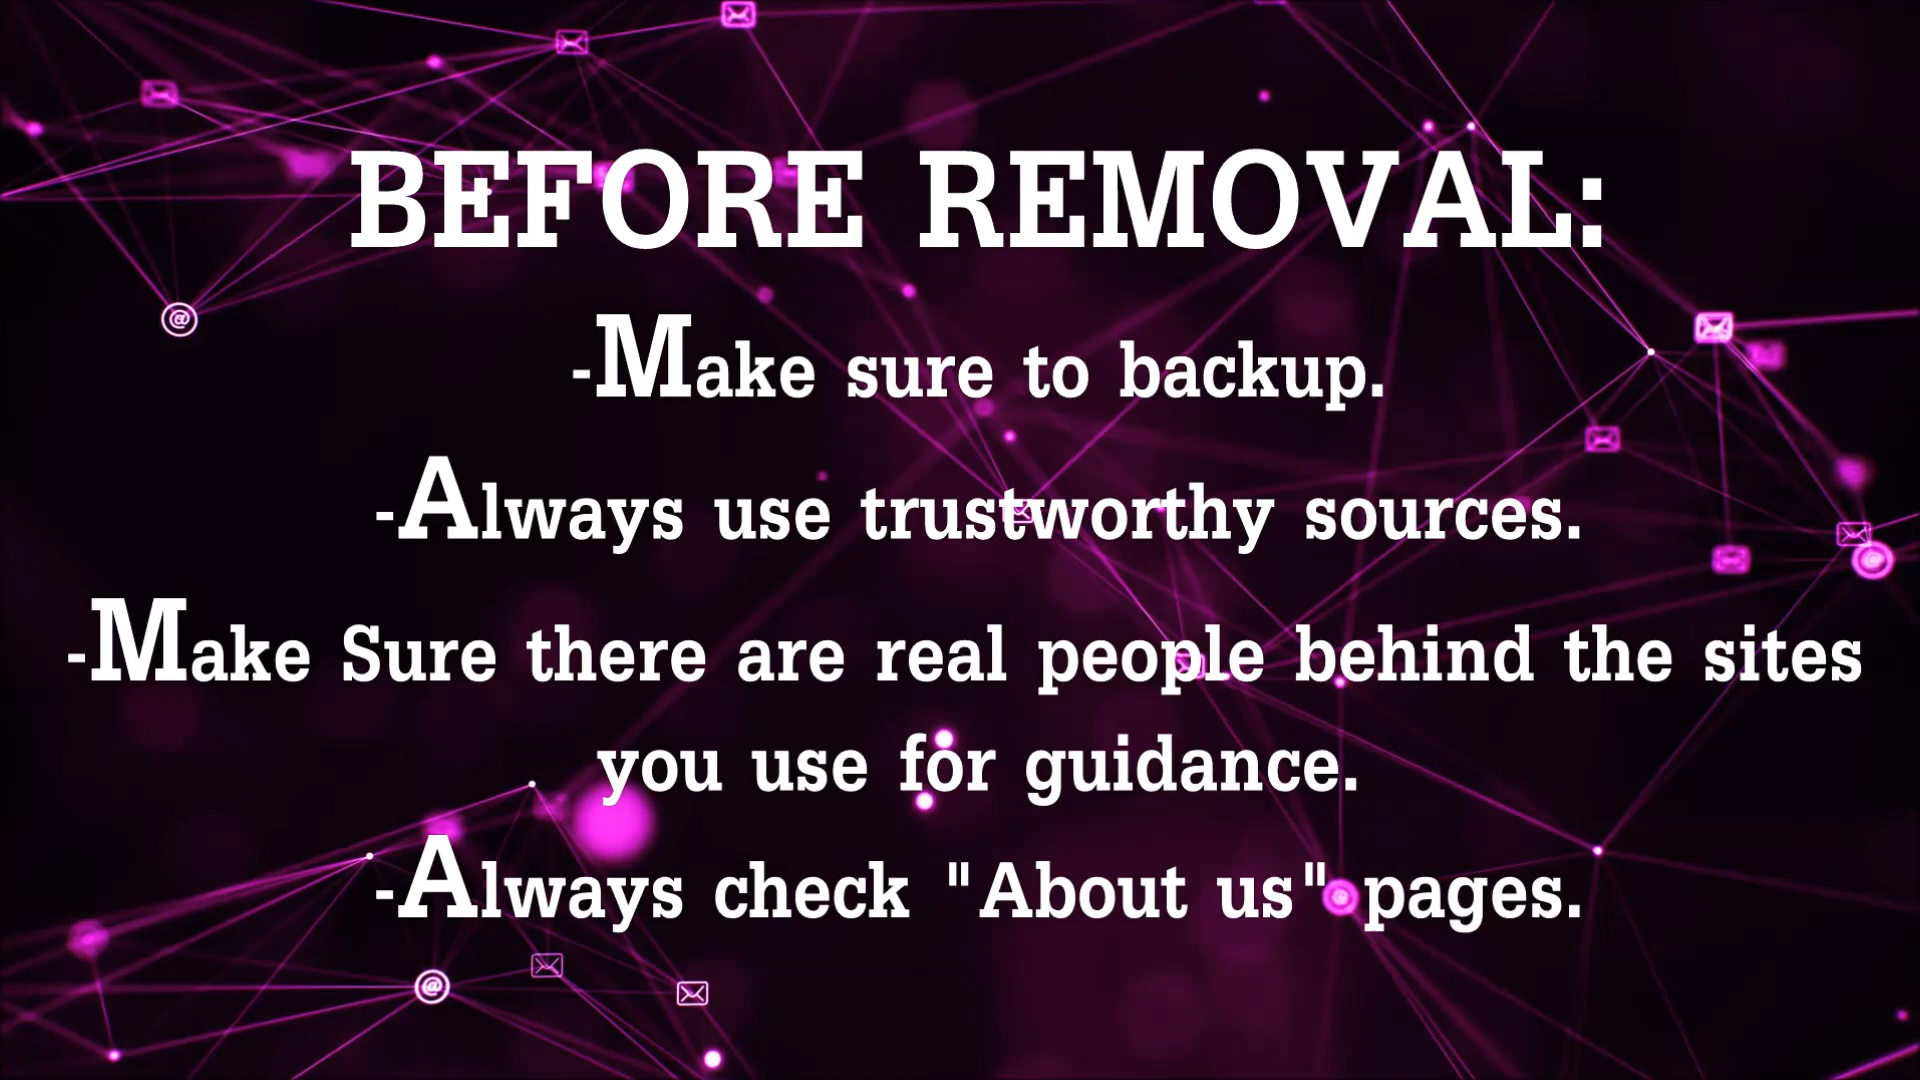 BEFORE REMOVAL:
-Make sure to backup.
-Always use trustworthy sources.
-Make Sure there are real people behind the sites
you use for guidance.
-Always check "About us" pages.